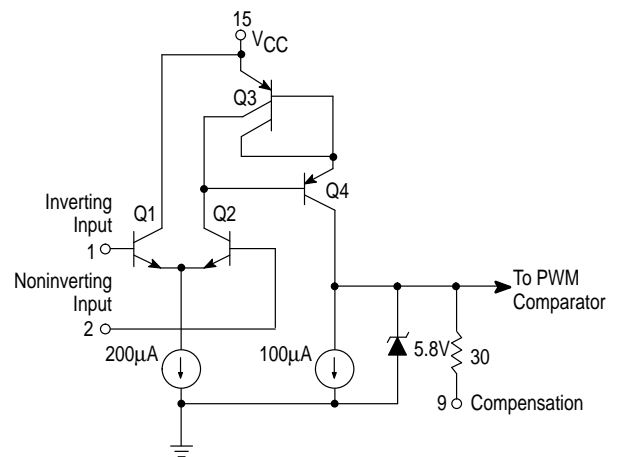 15
VCC
Q3
Q4
Inverting
Input
1
Q1
Q2
Noninverting
Input
2
To PWM
Comparator
200µA
100µA
5.8V
30
9
Compensation